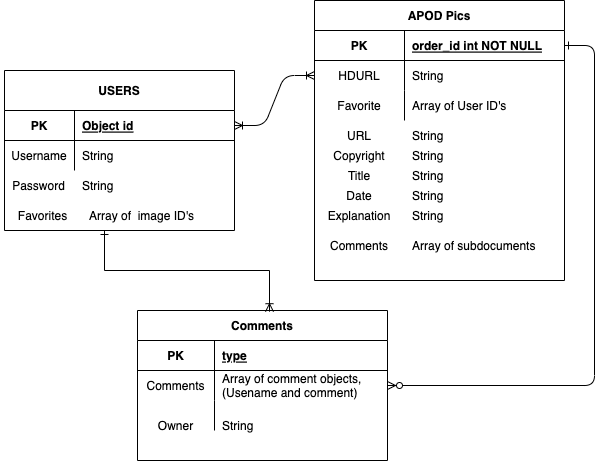 APOD Pics
PK order_id int NOT NULL
HDURL String
Favorite Array of User ID's
URL String
Copyright String
Title String
Date String
Explanation String
Comments Array of subdocuments
USERS
PK Object id
Username String
Password String
Favorites Array of image ID's
Comments
PK type
Comments Array of comment objects,
(Usename and comment)
Owner String